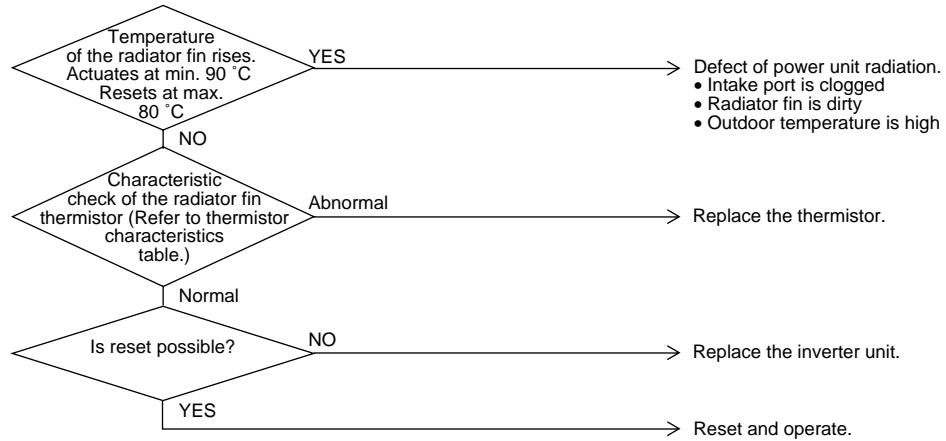 Temperature
of the radiator fin rises.
Actuates at min. 90 ˚C
Resets at max.
80 ˚C
YES
Defect of power unit radiation.
• Intake port is clogged
• Radiator fin is dirty
• Outdoor temperature is high
NO
Characteristic
check of the radiator fin
thermistor (Refer to thermistor
characteristics
table.)
Abnormal
Replace the thermistor.
Normal
Is reset possible?
NO
Replace the inverter unit.
YES
Reset and operate.